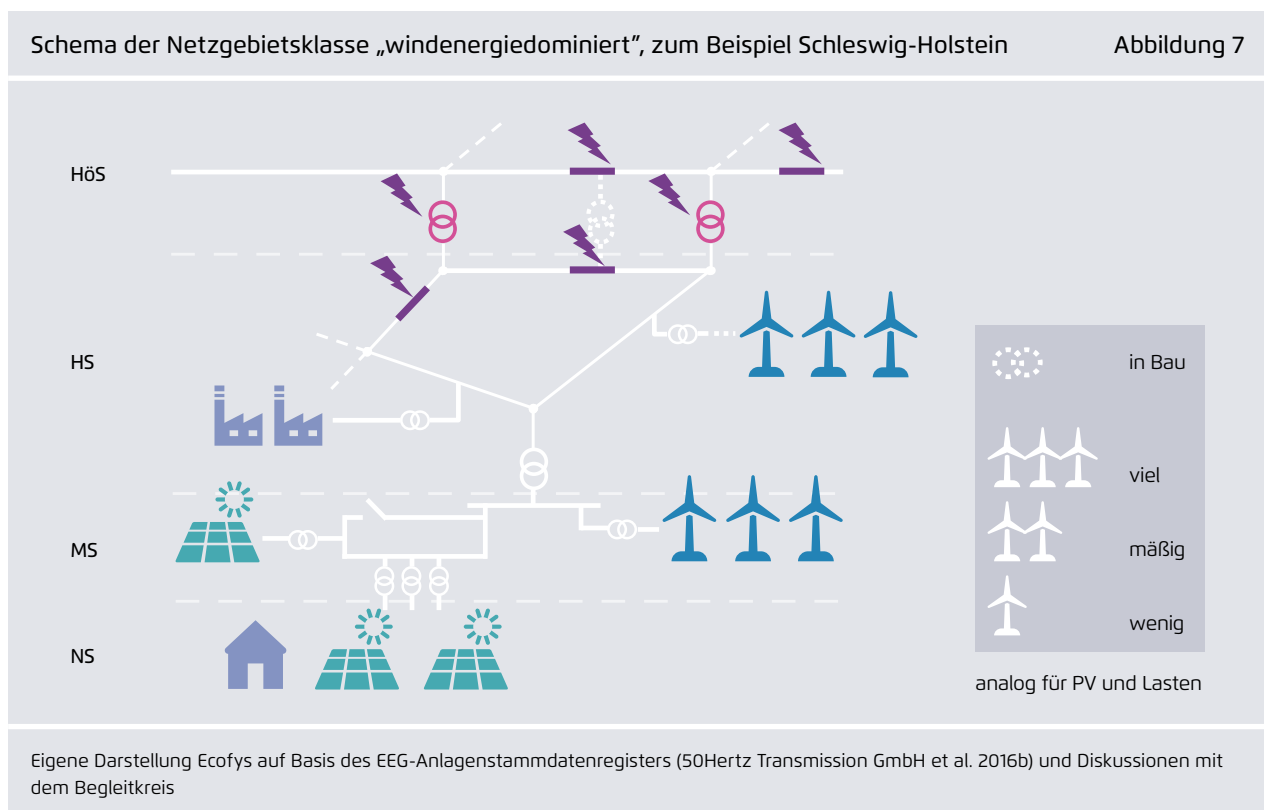 Schema der Netzgebietsklasse „windenergiedominiert”, zum Beispiel Schleswig-Holstein Abbildung 7
HöS
HS
MS
NS
in Bau
viel
mäßig
wenig
analog für PV und Lasten
Eigene Darstellung Ecofys auf Basis des EEG-Anlagenstammdatenregisters (50Hertz Transmission GmbH et al. 2016b) und Diskussionen mit
dem Begleitkreis